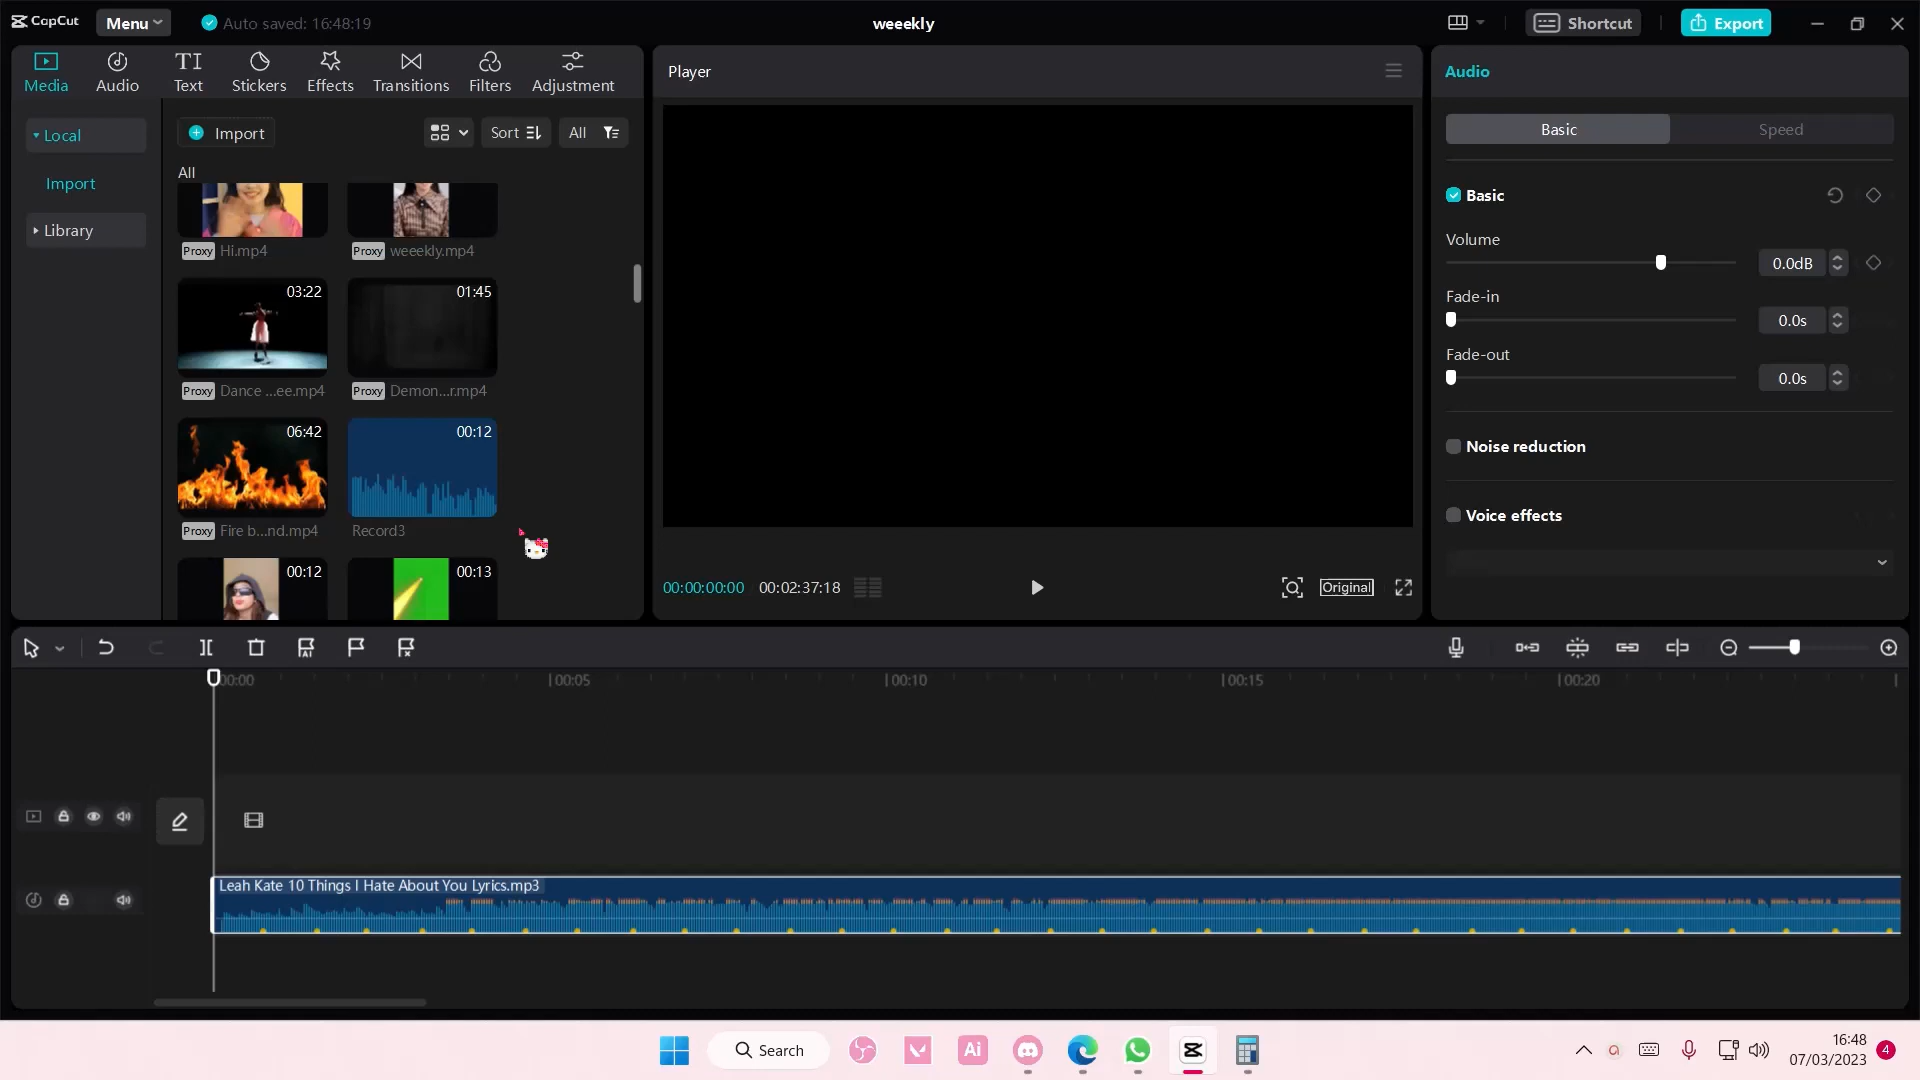 CapCut
Menu
Auto saved: 16:48:19
weeekly
Shortcut
Export
Media
Audio
Text
Stickers
Effects
Transitions
Filters
Adjustment
Player
Audio
Local
Import
Library
Import
Sort
All
All
Proxy Hi.mp4
Proxy weeekly.mp4
03:22
01:45
Proxy Dance ...ee.mp4
Proxy Demon...r.mp4
06:42
00:12
Proxy Fire b...nd.mp4
Record3
00:12
00:13
00:00:00:00
00:02:37:18
Original
Basic
Speed
Basic
Volume
0.0dB
Fade-in
0.0s
Fade-out
0.0s
Noise reduction
Voice effects
AI
00:00
00:05
00:10
00:15
00:20
Leah Kate 10 Things I Hate About You Lyrics.mp3
Search
Ai
16:48
07/03/2023
4